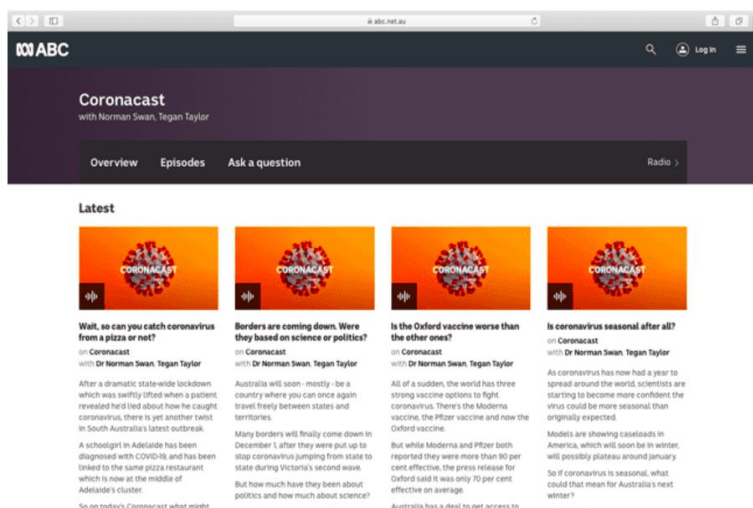 abc.net.au
ABC
Log in
Coronacast
with Norman Swan, Tegan Taylor
Overview
Episodes
Ask a question
Radio
Latest
CORONACAST
CORONACAST
CORONACAST
CORONACAST
Wait, so can you catch coronavirus
from a pizza or not?
on Coronacast
with Dr Norman Swan, Tegan Taylor
After a dramatic state-wide lockdown
which was swiftly lifted when a patient
revealed he'd lied about how he caught
coronavirus, there is yet another twist
in South Australia's latest outbreak.
A schoolgirl in Adelaide has been
diagnosed with COVID-19, and has been
linked to the same pizza restaurant
which is now at the middle of
Adelaide's cluster.
So on today's Coronacast what might
Borders are coming down. Were
they based on science or politics?
on Coronacast
with Dr Norman Swan, Tegan Taylor
Australia will soon - mostly - be a
country where you can once again
travel freely between states and
territories.
Many borders will finally come down in
December 1, after they were put up to
stop coronavirus jumping from state to
state during Victoria's second wave.
But how much have they been about
politics and how much about science?
Is the Oxford vaccine worse than
the other ones?
on Coronacast
with Dr Norman Swan, Tegan Taylor
All of a sudden, the world has three
strong vaccine options to fight
coronavirus. There's the Moderna
vaccine, the Pfizer vaccine and now the
Oxford vaccine.
But while Moderna and Pfizer both
reported they were more than 90 per
cent effective, the press release for
Oxford said it was only 70 per cent
effective on average.
Australia has a deal to get access to
Is coronavirus seasonal after all?
on Coronacast
with Dr Norman Swan, Tegan Taylor
As coronavirus has now had a year to
spread around the world, scientists are
starting to become more confident the
virus could be more seasonal than
originally expected.
Models are showing caseloads in
America, which will soon be in winter,
will possibly plateau around January.
So if coronavirus is seasonal, what
could that mean for Australia's next
winter?